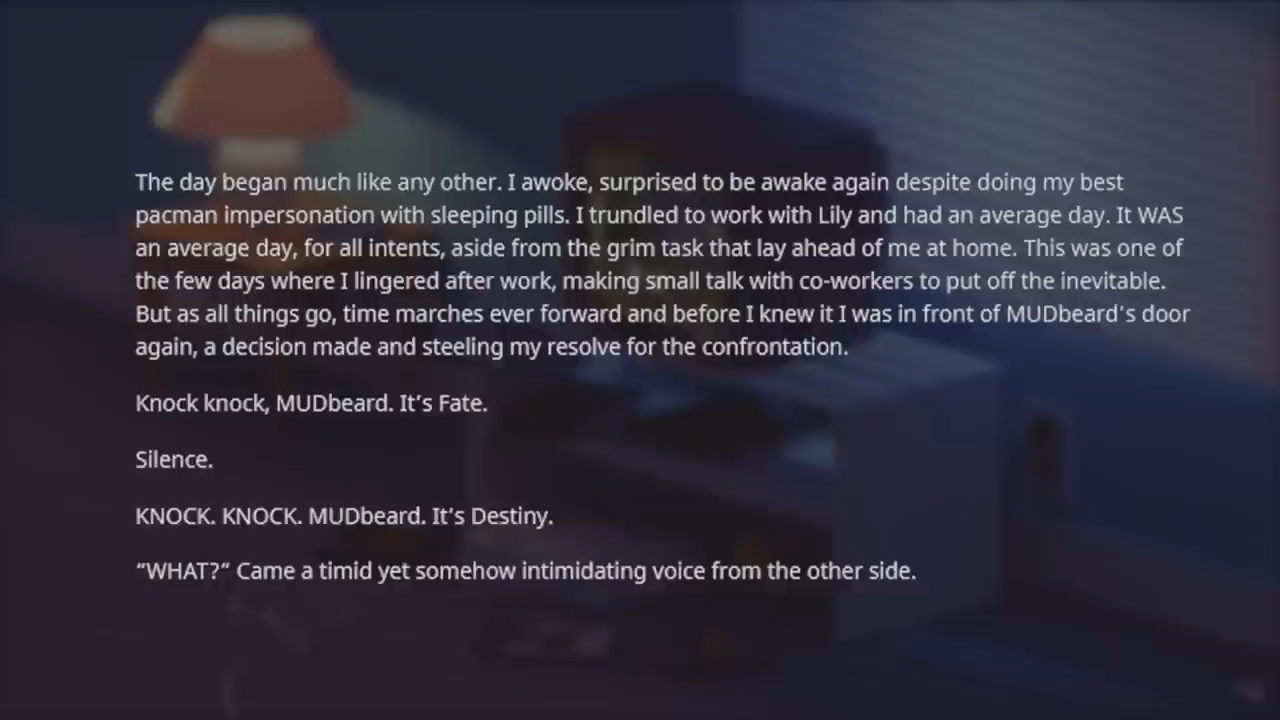 The day began much like any other. I awoke, surprised to be awake again despite doing my best
pacman impersonation with sleeping pills. I trundled to work with Lily and had an average day. It WAS
an average day, for all intents, aside from the grim task that lay ahead of me at home. This was one of
the few days where I lingered after work, making small talk with co-workers to put off the inevitable.
But as all things go, time marches ever forward and before I knew it I was in front of MUDbeard's door
again, a decision made and steeling my resolve for the confrontation.
Knock knock, MUDbeard. It’s Fate.
Silence.
KNOCK. KNOCK. MUDbeard. It’s Destiny.
“WHAT?” Came a timid yet somehow intimidating voice from the other side.